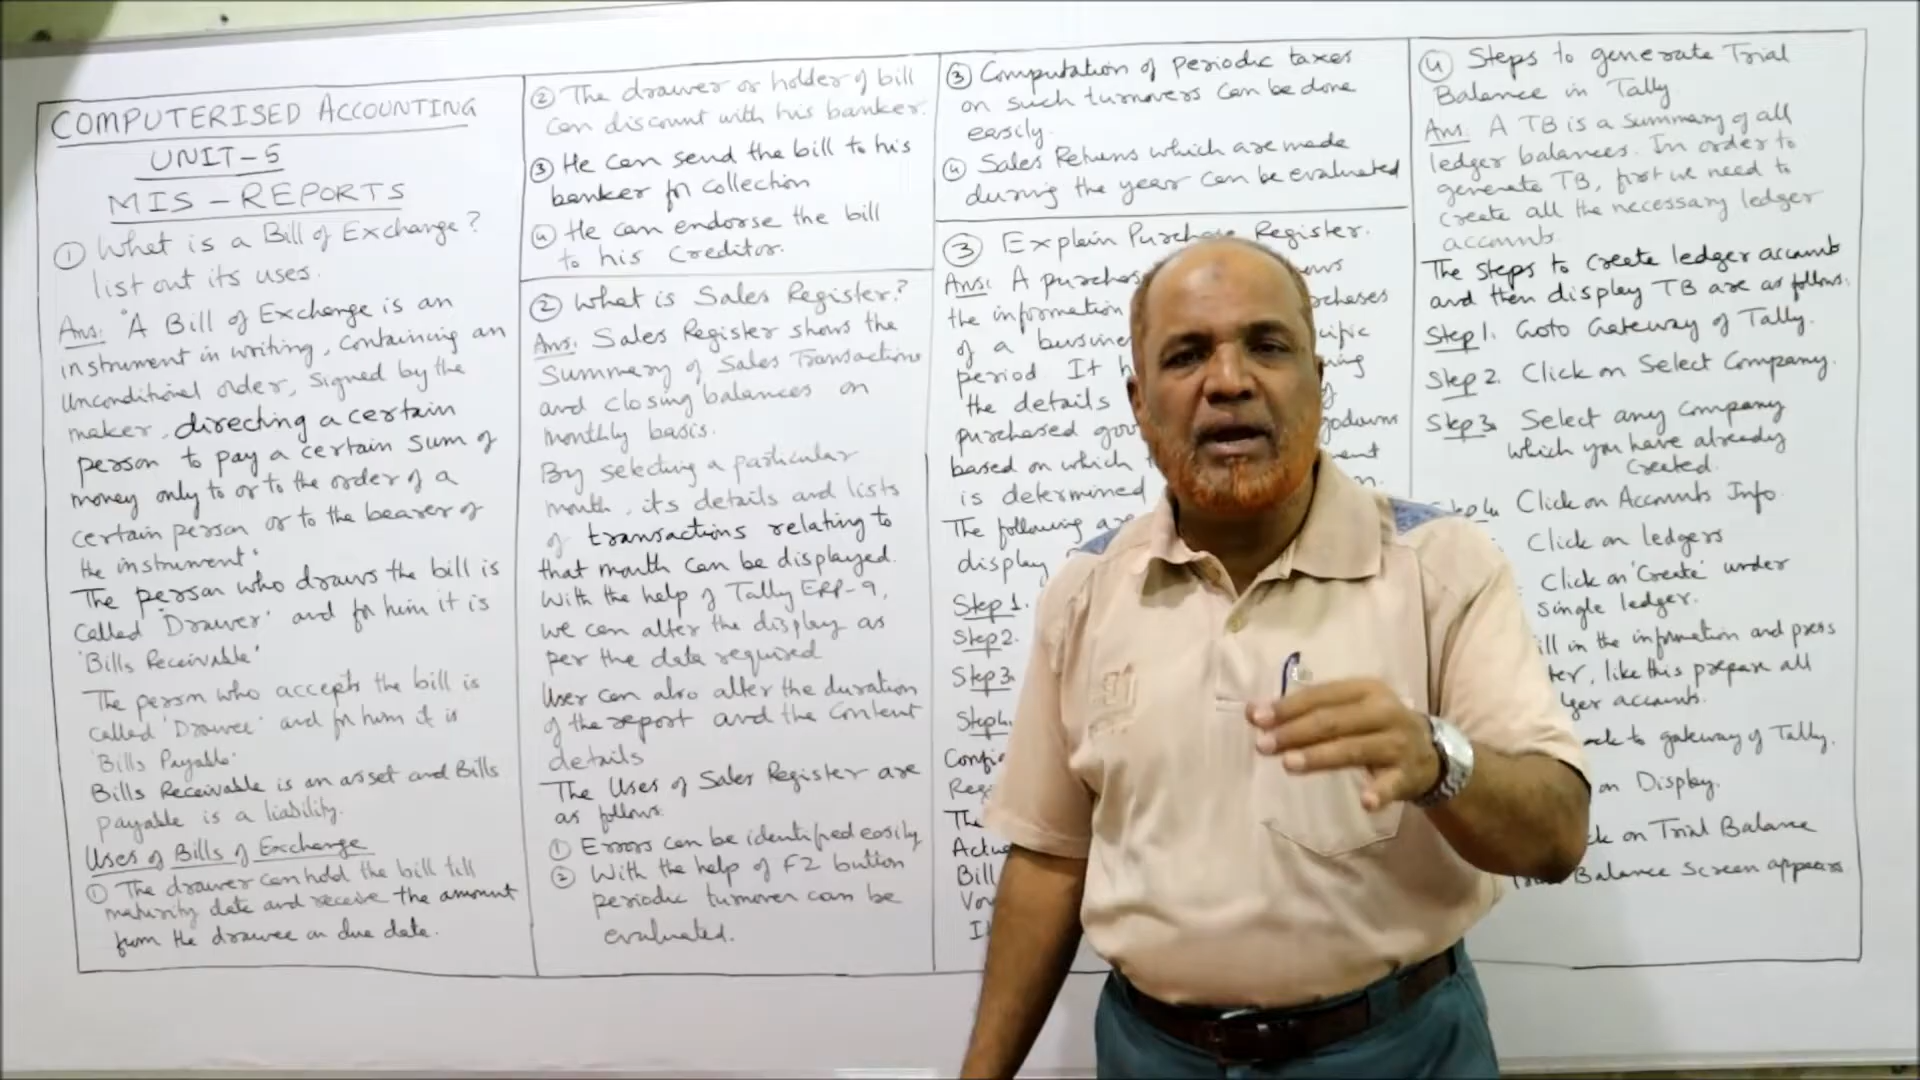 COMPUTERISED ACCOUNTING
UNIT-5
MIS-REPORTS
① What is a Bill of Exchange?
list out its uses.
Ans: "A Bill of Exchange is an
instrument in writing, containing an
unconditional order, signed by the
maker, directing a certain
person to pay a certain sum of
money only to or to the order of a
certain person or to the bearer of
the instrument"
The person who draws the bill is
called 'Drawer' and for him it is
'Bills Receivable'
The person who accepts the bill is
called 'Drawee' and for him it is
'Bills Payable'
Bills Receivable is an asset and Bills
payable is a liability.
Uses of Bills of Exchange
① The drawer can hold the bill till
maturity date and receive the amount
from the drawee on due date.
② The drawer or holder of bill
can discount with his banker.
③ He can send the bill to his
banker for collection
④ He can endorse the bill
to his Creditor.
② What is Sales Register?
Ans: Sales Register shows the
Summary of Sales Transactions
and closing balances on
monthly basis.
By selecting a particular
month, its details and lists
of transactions relating to
that month can be displayed.
With the help of Tally ERP-9,
we can alter the display as
per the data required
User can also alter the duration
of the report and the Content
details
The Uses of Sales Register are
as follows.
① Errors can be identified easily
② With the help of F2 button
periodic turnover can be
evaluated.
③ Computation of periodic taxes
on such turnovers can be done
easily.
④ Sales Returns which are made
during the year can be evaluated
③ Explain Purchase Register.
Ans: A
the information
of a
period It
the details
purchased
based on which
is determined
The following are
display
Step 1.
Step 2.
Step 3.
Step 4.
The
Bill
④ Steps to generate Trial
Balance in Tally.
Ans. A TB is a summary of all
ledger balances. In order to
generate TB, first we need to
create all the necessary ledger
accounts.
The steps to create ledger accounts
and then display TB are as follows:
Step 1. Goto Gateway of Tally.
Step 2. Click on Select Company.
Step 3. Select any Company
which you have already
Created.
Click on Accounts Info.
Click on ledgers
Click on 'Create' under
single ledger.
in the information and press
like this prepare all
accounts.
to gateway of Tally.
on Display.
on Trial Balance
Balance Screen appears